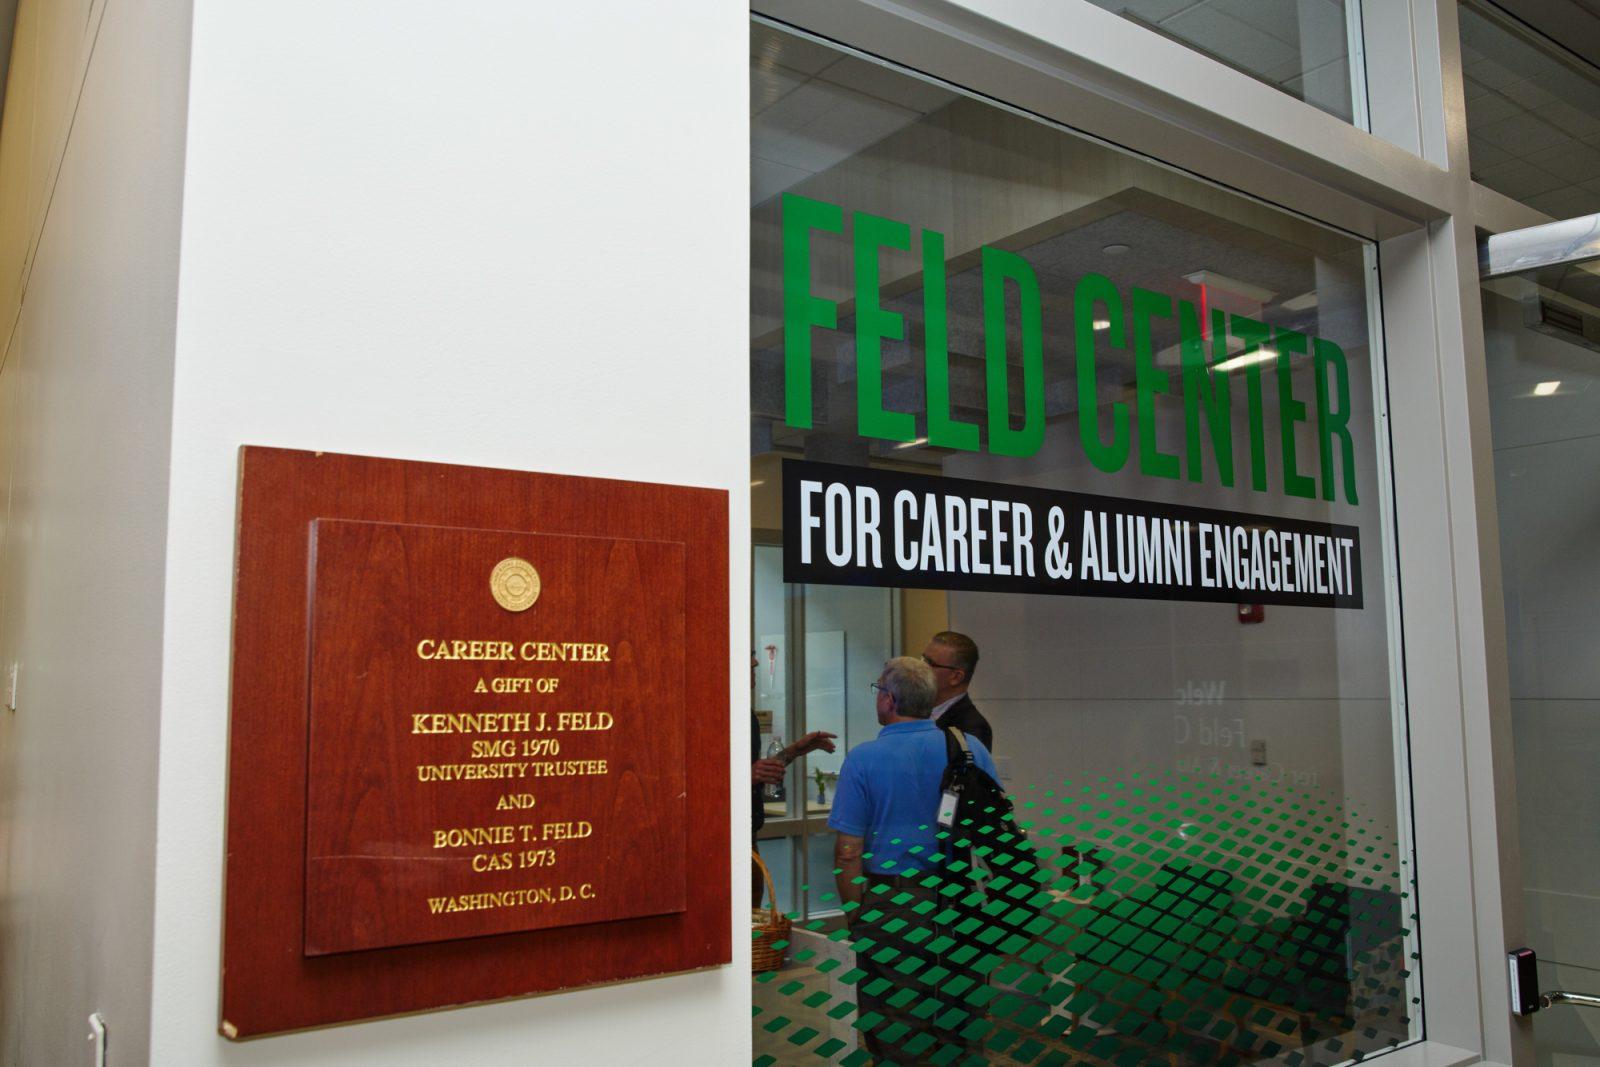 CAREER CENTER
A GIFT OF
KENNETH J. FELD
SMG 1970
UNIVERSITY TRUSTEE
AND
BONNIE T. FELD
CAS 1973
WASHINGTON, D. C.
FELD CENTER
FOR CAREER & ALUMNI ENGAGEMENT